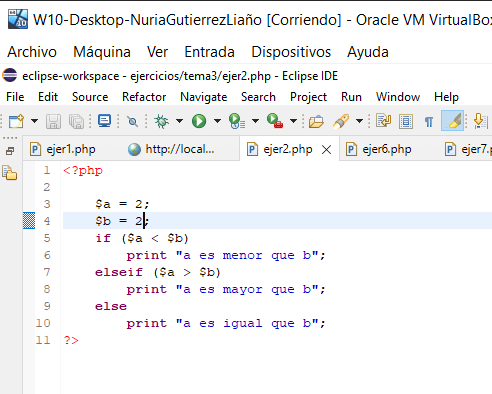 W10-Desktop-NuriaGutierrezLiaño [Corriendo] - Oracle VM VirtualBox
Archivo Máquina Ver Entrada Dispositivos Ayuda
eclipse-workspace - ejercicios/tema3/ejer2.php - Eclipse IDE
File Edit Source Refactor Navigate Search Project Run Window Help
ejer1.php http://local... ejer2.php ejer6.php ejer7.p
1 <?php
2
3 $a = 2;
4 $b = 2;
5 if ($a < $b)
6 print "a es menor que b";
7 elseif ($a > $b)
8 print "a es mayor que b";
9 else
10 print "a es igual que b";
11 ?>